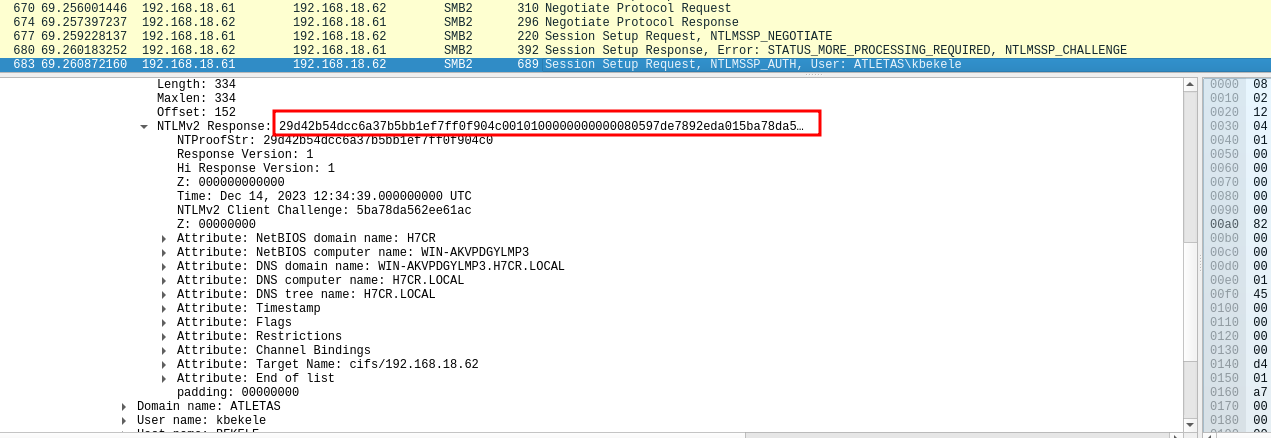 670 69.256001446 192.168.18.61 192.168.18.62 SMB2 310 Negotiate Protocol Request
674 69.257397237 192.168.18.62 192.168.18.61 SMB2 296 Negotiate Protocol Response
677 69.259228137 192.168.18.61 192.168.18.62 SMB2 220 Session Setup Request, NTLMSSP_NEGOTIATE
680 69.260183252 192.168.18.62 192.168.18.61 SMB2 392 Session Setup Response, Error: STATUS_MORE_PROCESSING_REQUIRED, NTLMSSP_CHALLENGE
683 69.260872160 192.168.18.61 192.168.18.62 SMB2 689 Session Setup Request, NTLMSSP_AUTH, User: ATLETAS\kbekele
Length: 334 0000 08
Maxlen: 334 0010 02
Offset: 152 0020 12
NTLMv2 Response: 29d42b54dcc6a37b5bb1ef7ff0f904c0010100000000000080597de7892eda015ba78da5… 0030 04
NTProofStr: 29d42b54dcc6a37b5bb1ef7ff0f904c0 0040 01
Response Version: 1 0050 00
Hi Response Version: 1 0060 00
Z: 000000000000 0070 00
Time: Dec 14, 2023 12:34:39.000000000 UTC 0080 00
NTLMv2 Client Challenge: 5ba78da562ee61ac 0090 00
Z: 00000000 00a0 82
Attribute: NetBIOS domain name: H7CR 00b0 00
Attribute: NetBIOS computer name: WIN-AKVPDGYLMP3 00c0 00
Attribute: DNS domain name: WIN-AKVPDGYLMP3.H7CR.LOCAL 00d0 00
Attribute: DNS computer name: H7CR.LOCAL 00e0 01
Attribute: DNS tree name: H7CR.LOCAL 00f0 45
Attribute: Timestamp 0100 00
Attribute: Flags 0110 00
Attribute: Restrictions 0120 00
Attribute: Channel Bindings 0130 00
Attribute: Target Name: cifs/192.168.18.62 0140 d4
Attribute: End of list 0150 01
padding: 00000000 0160 a7
Domain name: ATLETAS 0170 00
User name: kbekele 0180 00